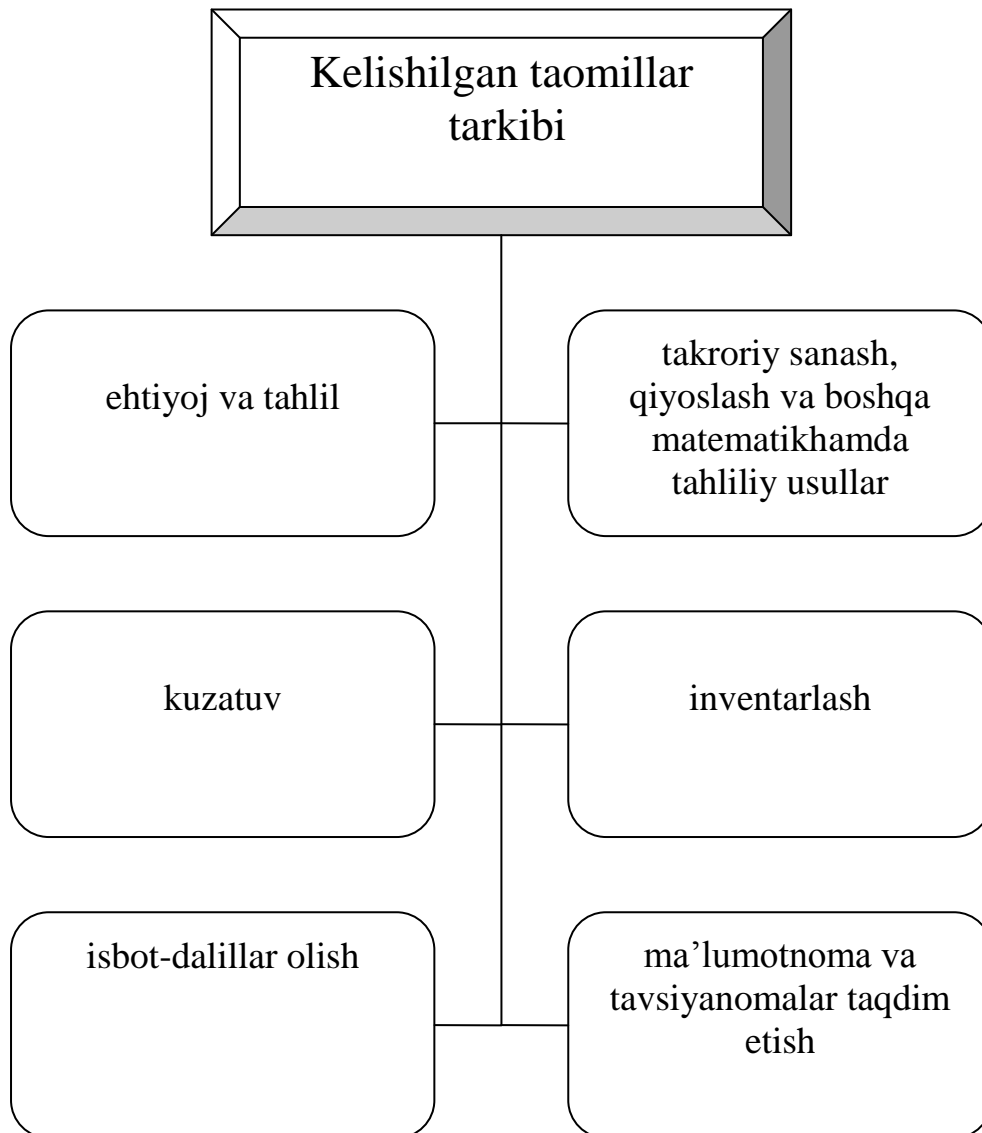 Kelishilgan taomillar
tarkibi
ehtiyoj va tahlil
takroriy sanash,
qiyoslash va boshqa
matematikhamda
tahliliy usullar
kuzatuv
inventarlash
isbot-dalillar olish
ma’lumotnoma va
tavsiyanomalar taqdim
etish